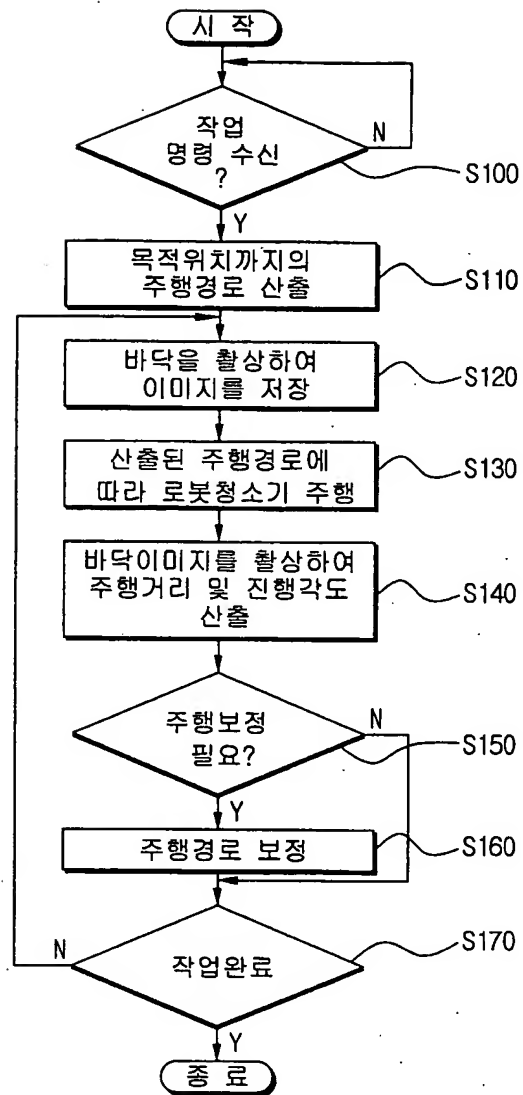 시 작
작업
명령 수신
?
N
S100
Y
목적위치까지의
주행경로 산출
S110
바닥을 촬상하여
이미지를 저장
S120
산출된 주행경로에
따라 로봇청소기 주행
S130
바닥이미지를 촬상하여
주행거리 및 진행각도
산출
S140
주행보정
필요?
N
S150
Y
주행경로 보정
S160
작업완료
N
S170
Y
종 료